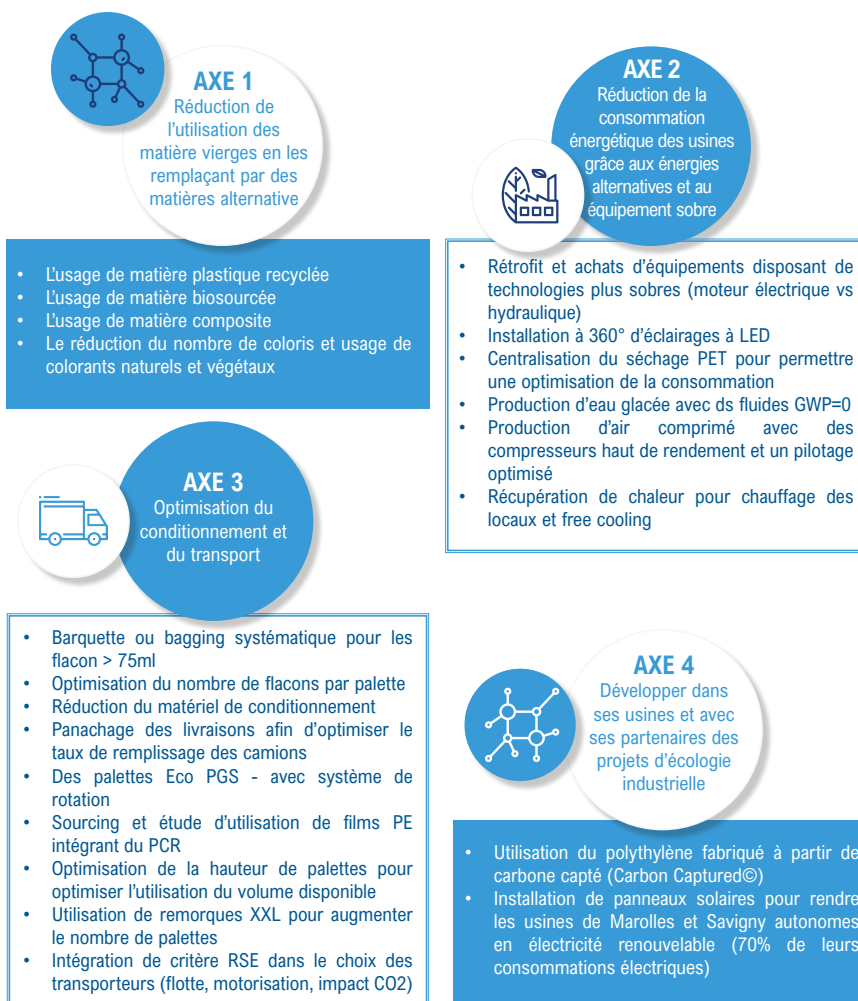 AXE 1
Réduction de
l'utilisation des
matière vierges en les
remplaçant par des
matières alternative
• L'usage de matière plastique recyclée
• L'usage de matière biosourcée
• L'usage de matière composite
• Le réduction du nombre de coloris et usage de
colorants naturels et végétaux
AXE 2
Réduction de la
consommation
énergétique des usines
grâce aux énergies
alternatives et au
équipement sobre
• Rétrofit et achats d'équipements disposant de
technologies plus sobres (moteur électrique vs
hydraulique)
• Installation à 360° d'éclairages à LED
• Centralisation du séchage PET pour permettre
une optimisation de la consommation
• Production d'eau glacée avec ds fluides GWP=0
• Production d'air comprimé avec des
compresseurs haut de rendement et un pilotage
optimisé
• Récupération de chaleur pour chauffage des
locaux et free cooling
AXE 3
Optimisation du
conditionnement et
du transport
• Barquette ou bagging systématique pour les
flacon > 75ml
• Optimisation du nombre de flacons par palette
• Réduction du matériel de conditionnement
• Panachage des livraisons afin d'optimiser le
taux de remplissage des camions
• Des palettes Eco PGS - avec système de
rotation
• Sourcing et étude d'utilisation de films PE
intégrant du PCR
• Optimisation de la hauteur de palettes pour
optimiser l'utilisation du volume disponible
• Utilisation de remorques XXL pour augmenter
le nombre de palettes
• Intégration de critère RSE dans le choix des
transporteurs (flotte, motorisation, impact CO2)
AXE 4
Développer dans
ses usines et avec
ses partenaires des
projets d'écologie
industrielle
• Utilisation du polythylène fabriqué à partir de
carbone capté (Carbon Captured©)
• Installation de panneaux solaires pour rendre
les usines de Marolles et Savigny autonomes
en électricité renouvelable (70% de leurs
consommations électriques)